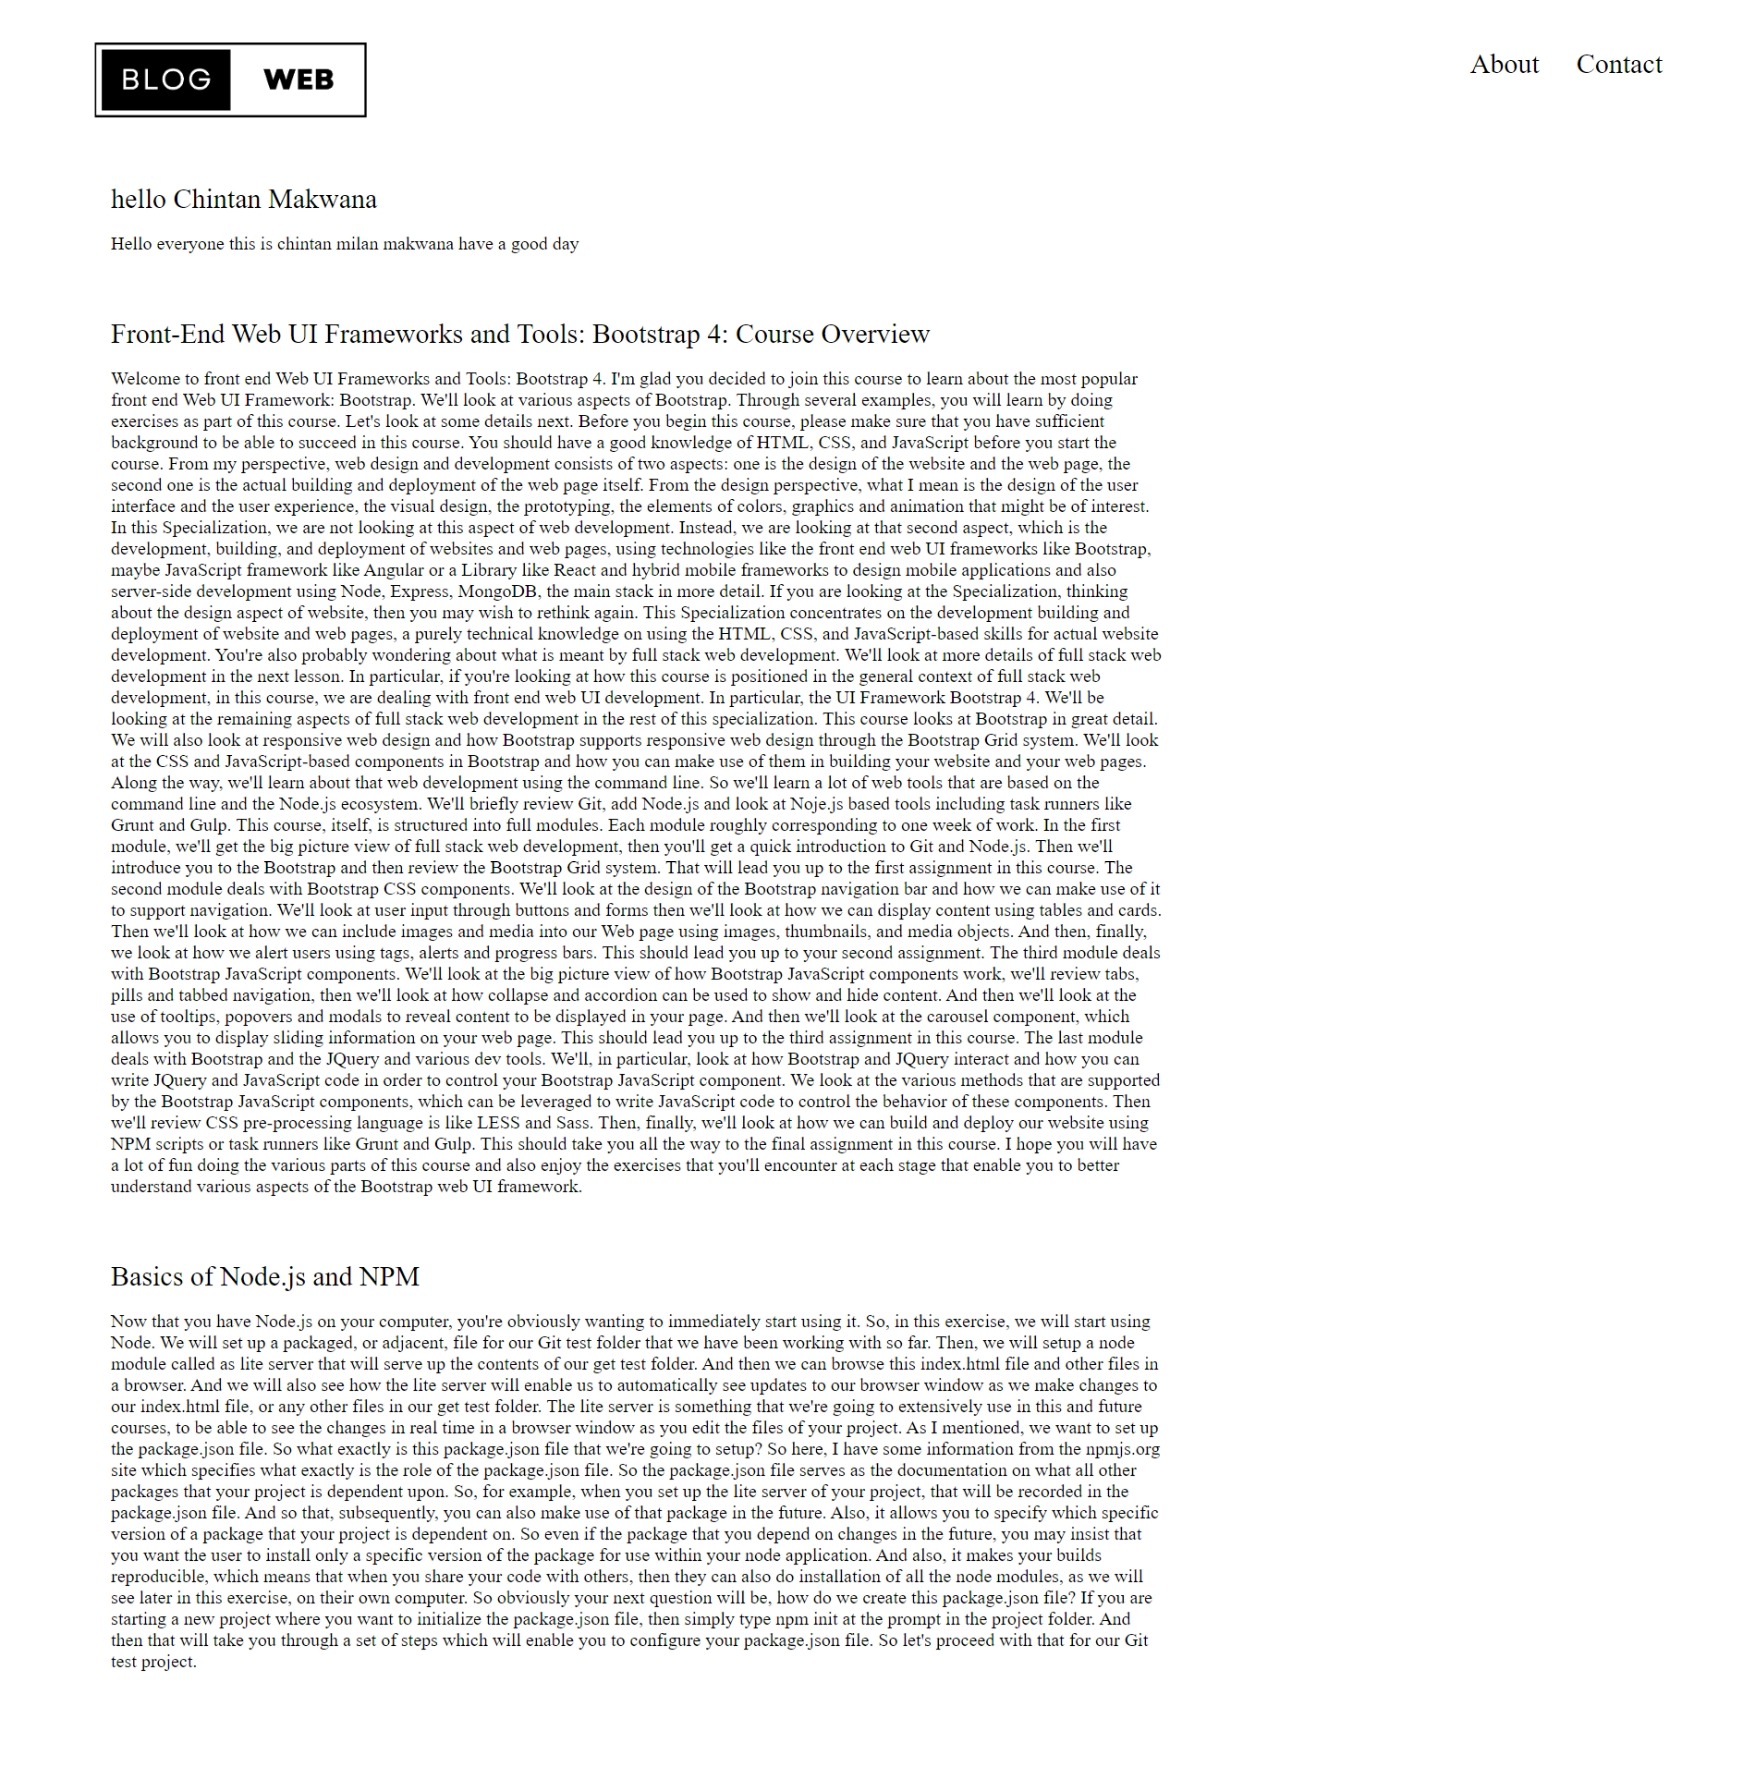 BLOG WEB
About Contact
hello Chintan Makwana
Hello everyone this is chintan milan makwana have a good day
Front-End Web UI Frameworks and Tools: Bootstrap 4: Course Overview
Welcome to front end Web UI Frameworks and Tools: Bootstrap 4. I'm glad you decided to join this course to learn about the most popular
front end Web UI Framework: Bootstrap. We'll look at various aspects of Bootstrap. Through several examples, you will learn by doing
exercises as part of this course. Let's look at some details next. Before you begin this course, please make sure that you have sufficient
background to be able to succeed in this course. You should have a good knowledge of HTML, CSS, and JavaScript before you start the
course. From my perspective, web design and development consists of two aspects: one is the design of the website and the web page, the
second one is the actual building and deployment of the web page itself. From the design perspective, what I mean is the design of the user
interface and the user experience, the visual design, the prototyping, the elements of colors, graphics and animation that might be of interest.
In this Specialization, we are not looking at this aspect of web development. Instead, we are looking at that second aspect, which is the
development, building, and deployment of websites and web pages, using technologies like the front end web UI frameworks like Bootstrap,
maybe JavaScript framework like Angular or a Library like React and hybrid mobile frameworks to design mobile applications and also
server-side development using Node, Express, MongoDB, the main stack in more detail. If you are looking at the Specialization, thinking
about the design aspect of website, then you may wish to rethink again. This Specialization concentrates on the development building and
deployment of website and web pages, a purely technical knowledge on using the HTML, CSS, and JavaScript-based skills for actual website
development. You're also probably wondering about what is meant by full stack web development. We'll look at more details of full stack web
development in the next lesson. In particular, if you're looking at how this course is positioned in the general context of full stack web
development, in this course, we are dealing with front end web UI development. In particular, the UI Framework Bootstrap 4. We'll be
looking at the remaining aspects of full stack web development in the rest of this specialization. This course looks at Bootstrap in great detail.
We will also look at responsive web design and how Bootstrap supports responsive web design through the Bootstrap Grid system. We'll look
at the CSS and JavaScript-based components in Bootstrap and how you can make use of them in building your website and your web pages.
Along the way, we'll learn about that web development using the command line. So we'll learn a lot of web tools that are based on the
command line and the Node.js ecosystem. We'll briefly review Git, add Node.js and look at Noje.js based tools including task runners like
Grunt and Gulp. This course, itself, is structured into full modules. Each module roughly corresponding to one week of work. In the first
module, we'll get the big picture view of full stack web development, then you'll get a quick introduction to Git and Node.js. Then we'll
introduce you to the Bootstrap and then review the Bootstrap Grid system. That will lead you up to the first assignment in this course. The
second module deals with Bootstrap CSS components. We'll look at the design of the Bootstrap navigation bar and how we can make use of it
to support navigation. We'll look at user input through buttons and forms then we'll look at how we can display content using tables and cards.
Then we'll look at how we can include images and media into our Web page using images, thumbnails, and media objects. And then, finally,
we look at how we alert users using tags, alerts and progress bars. This should lead you up to your second assignment. The third module deals
with Bootstrap JavaScript components. We'll look at the big picture view of how Bootstrap JavaScript components work, we'll review tabs,
pills and tabbed navigation, then we'll look at how collapse and accordion can be used to show and hide content. And then we'll look at the
use of tooltips, popovers and modals to reveal content to be displayed in your page. And then we'll look at the carousel component, which
allows you to display sliding information on your web page. This should lead you up to the third assignment in this course. The last module
deals with Bootstrap and the JQuery and various dev tools. We'll, in particular, look at how Bootstrap and JQuery interact and how you can
write JQuery and JavaScript code in order to control your Bootstrap JavaScript component. We look at the various methods that are supported
by the Bootstrap JavaScript components, which can be leveraged to write JavaScript code to control the behavior of these components. Then
we'll review CSS pre-processing language is like LESS and Sass. Then, finally, we'll look at how we can build and deploy our website using
NPM scripts or task runners like Grunt and Gulp. This should take you all the way to the final assignment in this course. I hope you will have
a lot of fun doing the various parts of this course and also enjoy the exercises that you'll encounter at each stage that enable you to better
understand various aspects of the Bootstrap web UI framework.
Basics of Node.js and NPM
Now that you have Node.js on your computer, you're obviously wanting to immediately start using it. So, in this exercise, we will start using
Node. We will set up a packaged, or adjacent, file for our Git test folder that we have been working with so far. Then, we will setup a node
module called as lite server that will serve up the contents of our get test folder. And then we can browse this index.html file and other files in
a browser. And we will also see how the lite server will enable us to automatically see updates to our browser window as we make changes to
our index.html file, or any other files in our get test folder. The lite server is something that we're going to extensively use in this and future
courses, to be able to see the changes in real time in a browser window as you edit the files of your project. As I mentioned, we want to set up
the package.json file. So what exactly is this package.json file that we're going to setup? So here, I have some information from the npmjs.org
site which specifies what exactly is the role of the package.json file. So the package.json file serves as the documentation on what all other
packages that your project is dependent upon. So, for example, when you set up the lite server of your project, that will be recorded in the
package.json file. And so that, subsequently, you can also make use of that package in the future. Also, it allows you to specify which specific
version of a package that your project is dependent on. So even if the package that you depend on changes in the future, you may insist that
you want the user to install only a specific version of the package for use within your node application. And also, it makes your builds
reproducible, which means that when you share your code with others, then they can also do installation of all the node modules, as we will
see later in this exercise, on their own computer. So obviously your next question will be, how do we create this package.json file? If you are
starting a new project where you want to initialize the package.json file, then simply type npm init at the prompt in the project folder. And
then that will take you through a set of steps which will enable you to configure your package.json file. So let's proceed with that for our Git
test project.